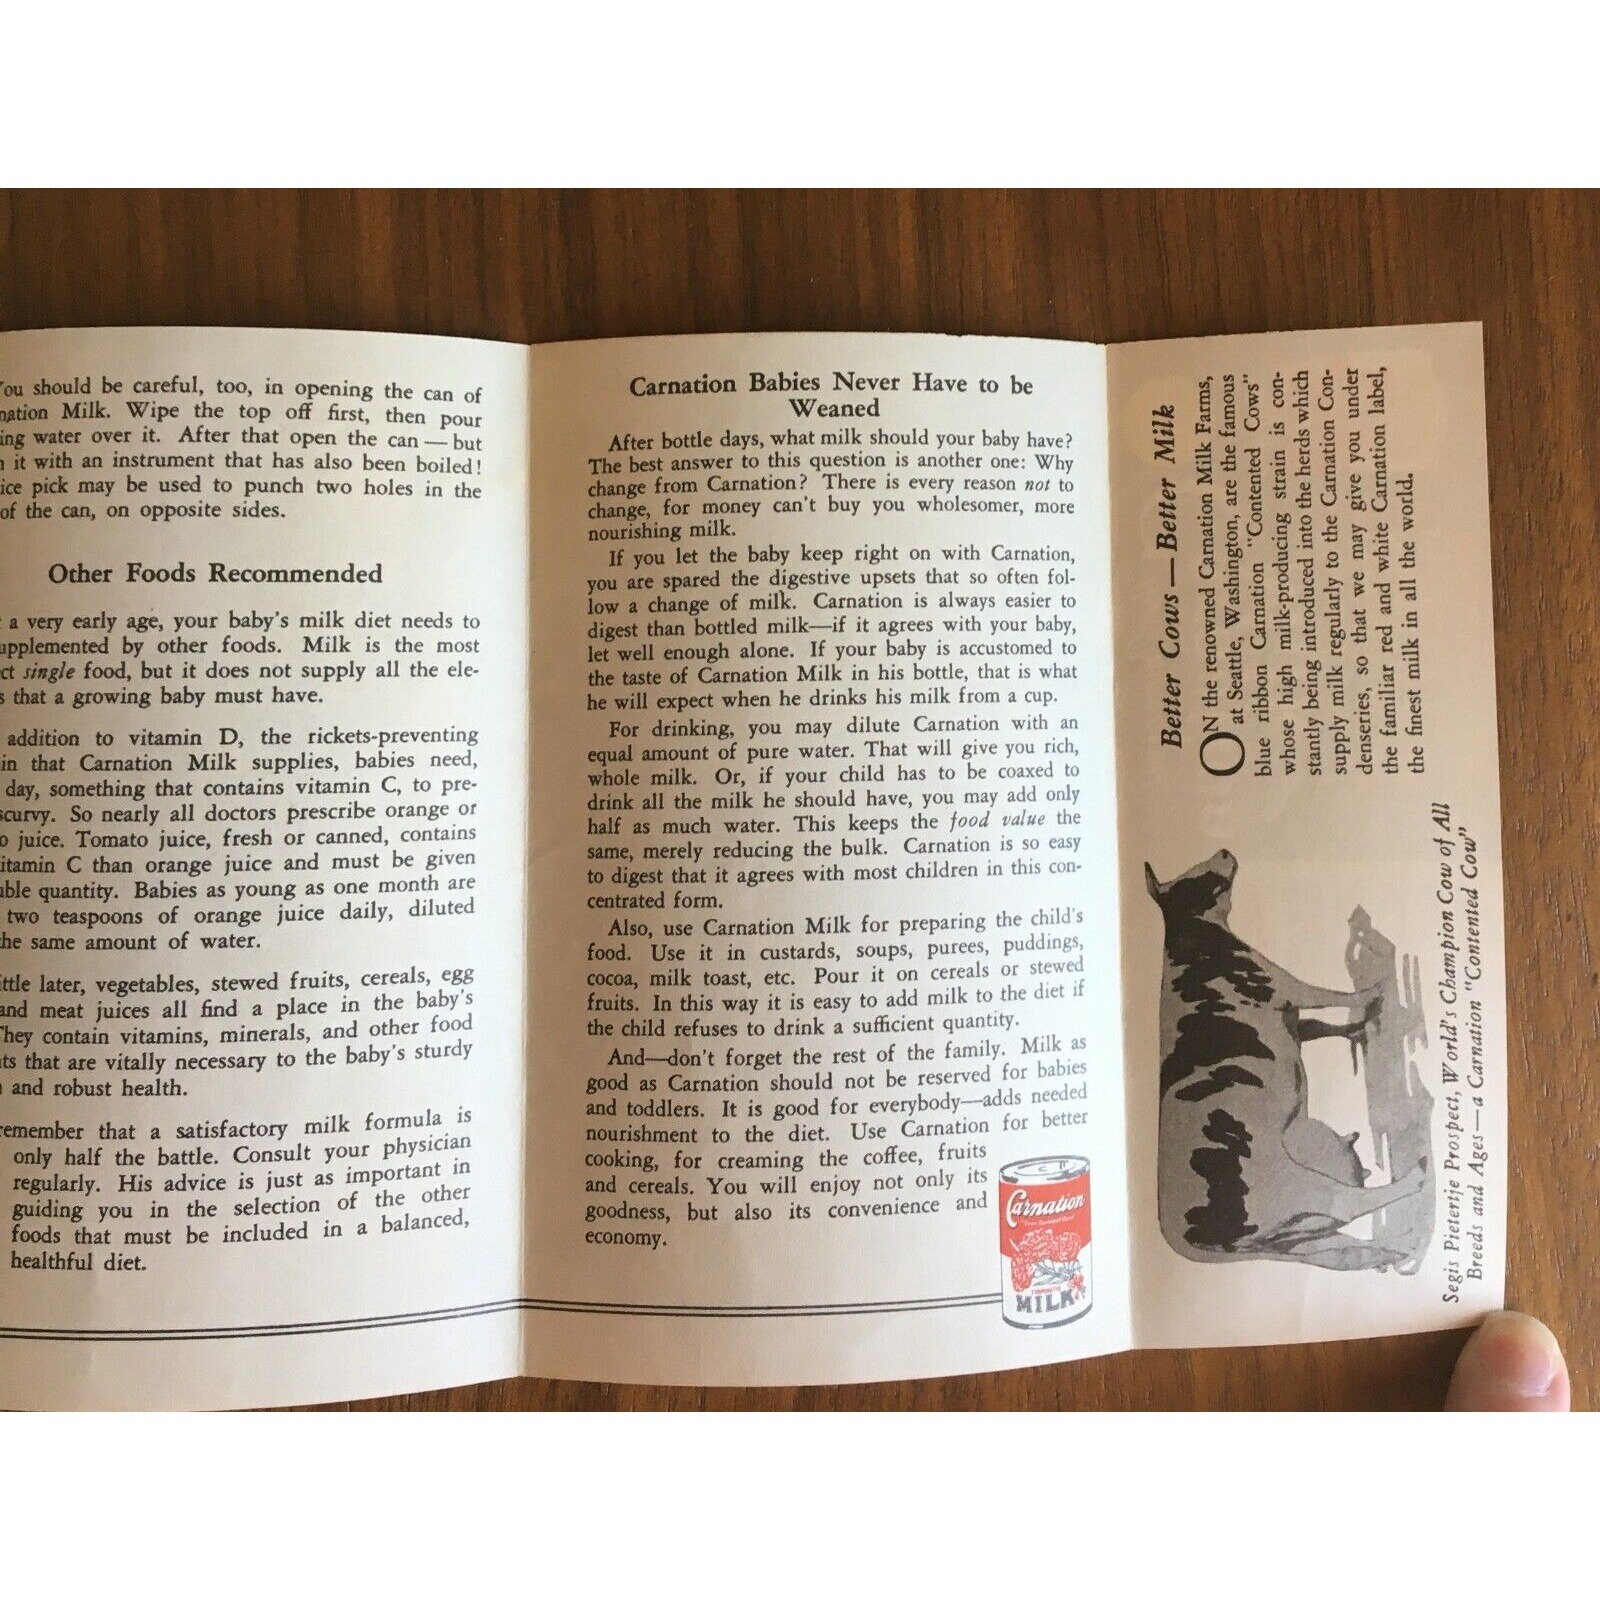 ou should be careful, too, in opening the can of
nation Milk. Wipe the top off first, then pour
ing water over it. After that open the can — but
it with an instrument that has also been boiled!
ice pick may be used to punch two holes in the
of the can, on opposite sides.
Other Foods Recommended
a very early age, your baby's milk diet needs to
upplemented by other foods. Milk is the most
ct single food, but it does not supply all the ele-
s that a growing baby must have.
addition to vitamin D, the rickets-preventing
in that Carnation Milk supplies, babies need,
day, something that contains vitamin C, to pre-
scurvy. So nearly all doctors prescribe orange or
o juice. Tomato juice, fresh or canned, contains
itamin C than orange juice and must be given
uble quantity. Babies as young as one month are
two teaspoons of orange juice daily, diluted
he same amount of water.
ittle later, vegetables, stewed fruits, cereals, egg
and meat juices all find a place in the baby's
They contain vitamins, minerals, and other food
ts that are vitally necessary to the baby's sturdy
and robust health.
emember that a satisfactory milk formula is
only half the battle. Consult your physician
regularly. His advice is just as important in
guiding you in the selection of the other
foods that must be included in a balanced,
healthful diet.
Carnation Babies Never Have to be
Weaned
After bottle days, what milk should your baby have?
The best answer to this question is another one: Why
change from Carnation? There is every reason not to
change, for money can't buy you wholesomer, more
nourishing milk.
If you let the baby keep right on with Carnation,
you are spared the digestive upsets that so often fol-
low a change of milk. Carnation is always easier to
digest than bottled milk—if it agrees with your baby,
let well enough alone. If your baby is accustomed to
the taste of Carnation Milk in his bottle, that is what
he will expect when he drinks his milk from a cup.
For drinking, you may dilute Carnation with an
equal amount of pure water. That will give you rich,
whole milk. Or, if your child has to be coaxed to
drink all the milk he should have, you may add only
half as much water. This keeps the food value the
same, merely reducing the bulk. Carnation is so easy
to digest that it agrees with most children in this con-
centrated form.
Also, use Carnation Milk for preparing the child's
food. Use it in custards, soups, purees, puddings,
cocoa, milk toast, etc. Pour it on cereals or stewed
fruits. In this way it is easy to add milk to the diet if
the child refuses to drink a sufficient quantity.
And—don't forget the rest of the family. Milk as
good as Carnation should not be reserved for babies
and toddlers. It is good for everybody—adds needed
nourishment to the diet. Use Carnation for better
cooking, for creaming the coffee, fruits
and cereals. You will enjoy not only its
goodness, but also its convenience and
economy.
Carnation
MILK
Better Cows — Better Milk
ON the renowned Carnation Milk Farms,
at Seattle, Washington, are the famous
blue ribbon Carnation "Contented Cows"
whose high milk-producing strain is con-
stantly being introduced into the herds which
supply milk regularly to the Carnation Con-
denseries, so that we may give you under
the familiar red and white Carnation label,
the finest milk in all the world.
Segis Pietertje Prospect, World's Champion Cow of All
Breeds and Ages—a Carnation "Contented Cow"